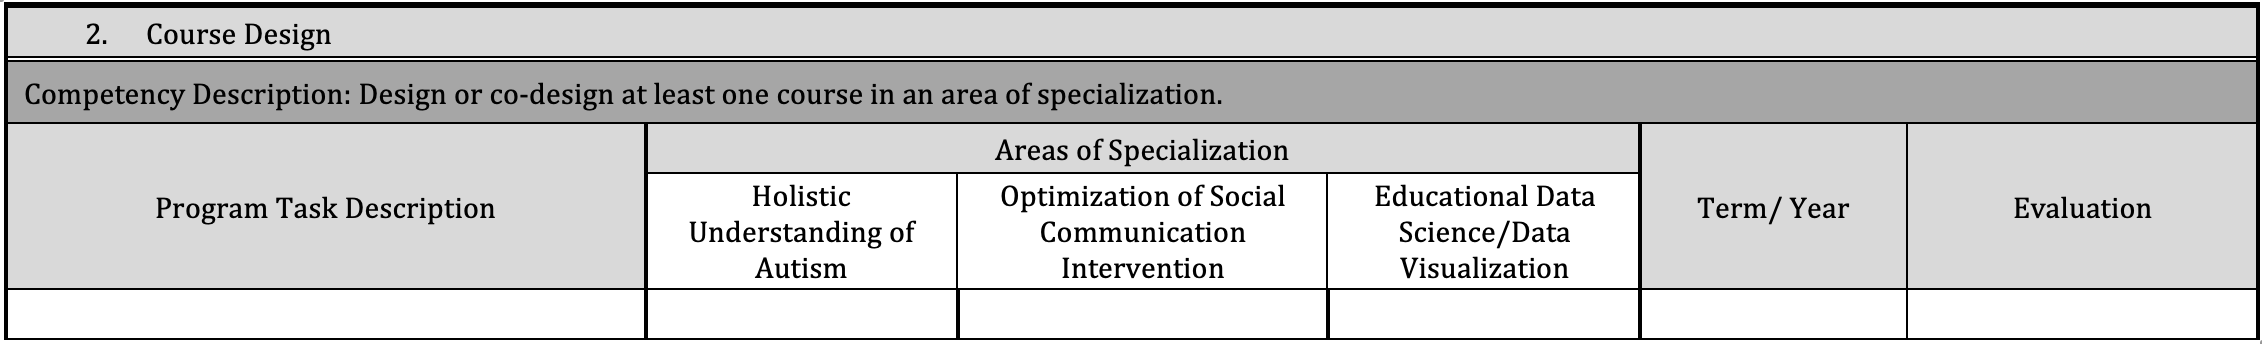 2. Course Design
Competency Description: Design or co-design at least one course in an area of specialization.
Program Task Description
Areas of Specialization
Holistic
Understanding of
Autism
Optimization of Social
Communication
Intervention
Educational Data
Science/Data
Visualization
Term/ Year
Evaluation